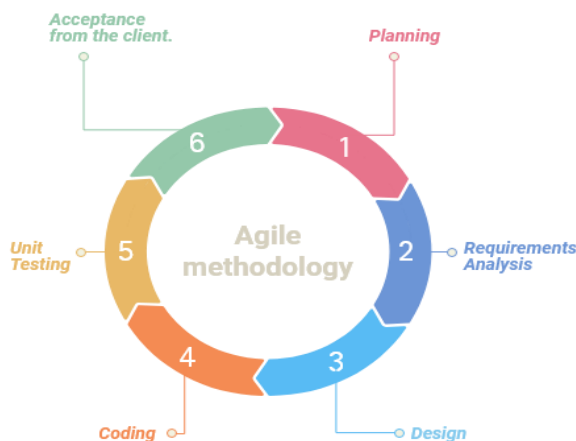 Acceptance
from the client.
Planning
6
1
Agile
methodology
Unit
Testing
5
2
Requirements
Analysis
4
3
Coding
Design